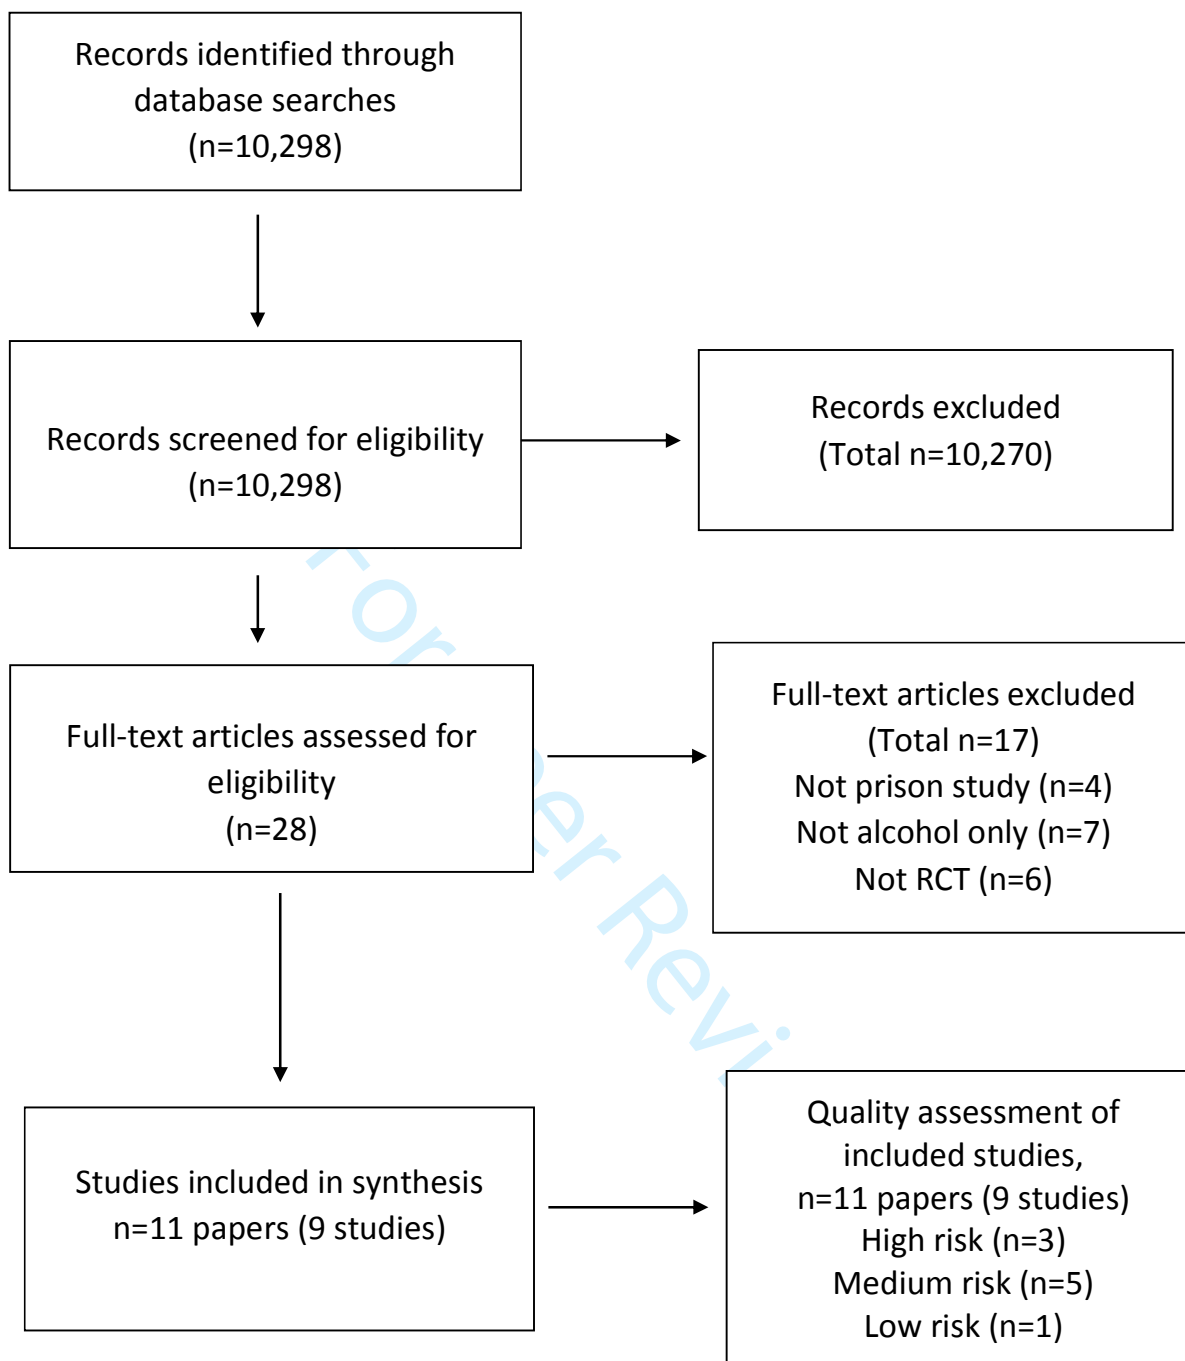 Records identified through
database searches
(n=10,298)
Records screened for eligibility
(n=10,298)
Records excluded
(Total n=10,270)
Full-text articles assessed for
eligibility
(n=28)
Full-text articles excluded
(Total n=17)
Not prison study (n=4)
Not alcohol only (n=7)
Not RCT (n=6)
Studies included in synthesis
n=11 papers (9 studies)
Quality assessment of
included studies,
n=11 papers (9 studies)
High risk (n=3)
Medium risk (n=5)
Low risk (n=1)